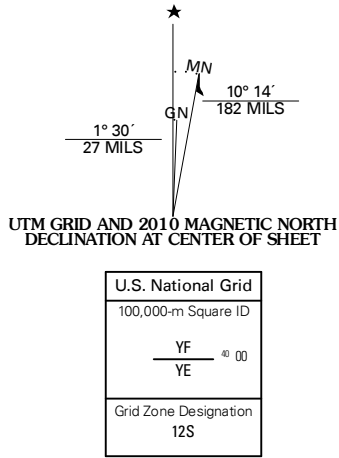 MN
10° 14´
182 MILS
GN
1° 30´
27 MILS
UTM GRID AND 2010 MAGNETIC NORTH
DECLINATION AT CENTER OF SHEET
U.S. National Grid
100,000-m Square ID
YF
40 00
YE
Grid Zone Designation
12S